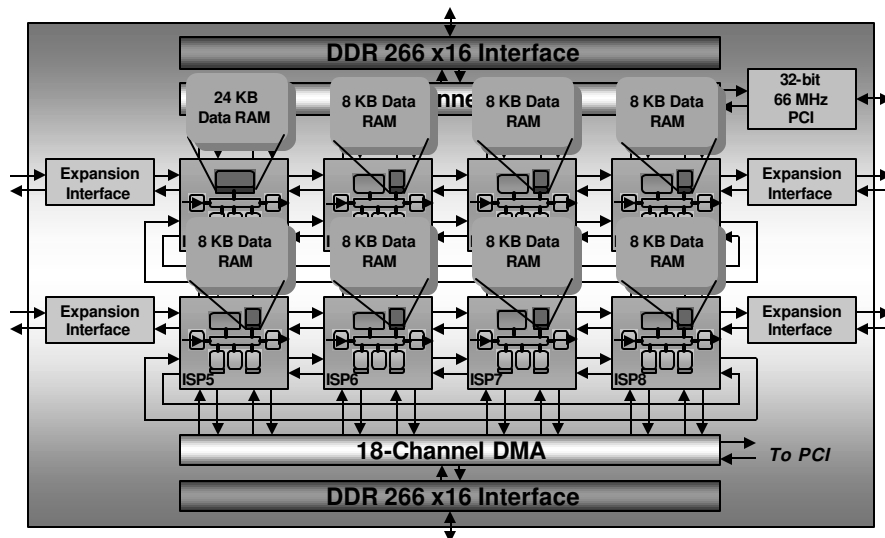 DDR 266 x16 Interface
24 KB
Data RAM
8 KB Data
RAM
8 KB Data
RAM
8 KB Data
RAM
32-bit
66 MHz
PCI
Expansion
Interface
Expansion
Interface
8 KB Data
RAM
8 KB Data
RAM
8 KB Data
RAM
8 KB Data
RAM
Expansion
Interface
Expansion
Interface
ISP5
ISP6
ISP7
ISP8
18-Channel DMA
To PCI
DDR 266 x16 Interface